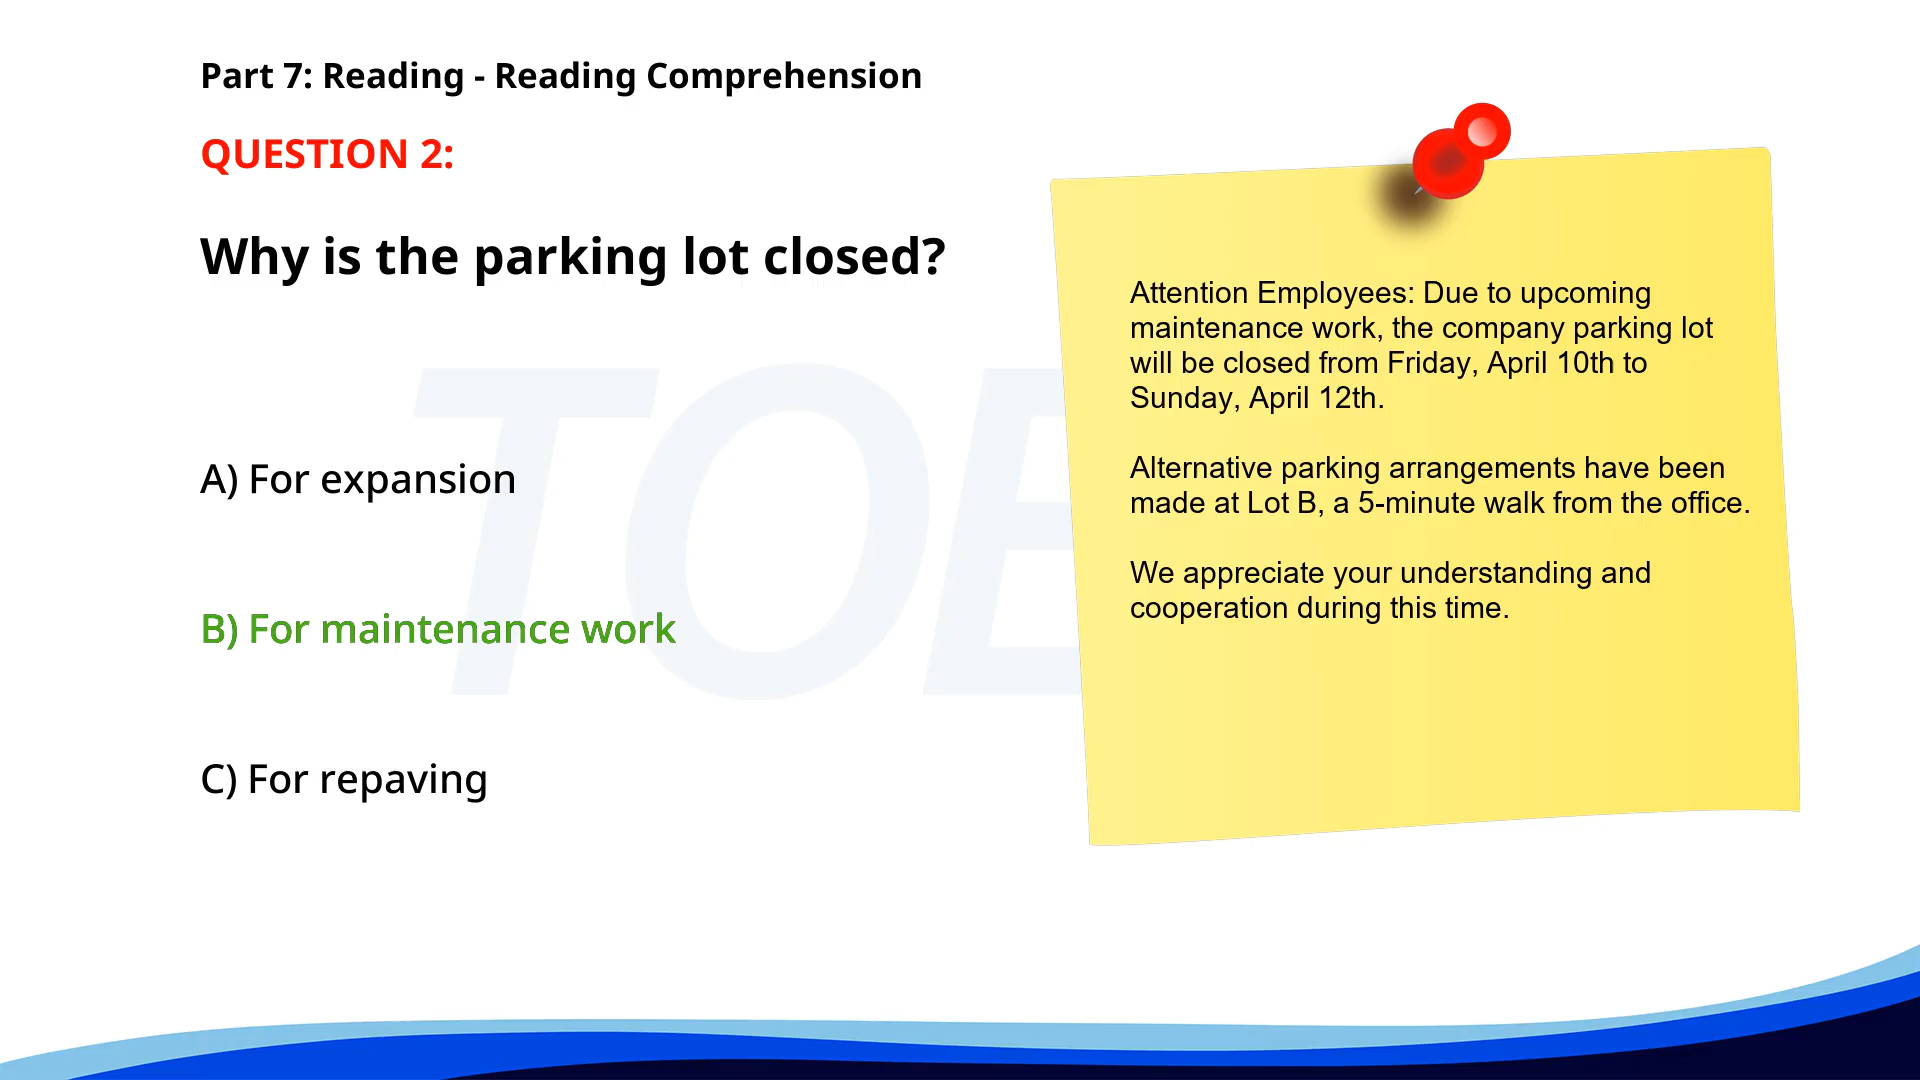 Part 7: Reading - Reading Comprehension
QUESTION 2:
Why is the parking lot closed?
A) For expansion
B) For maintenance work
C) For repaving
Attention Employees: Due to upcoming
maintenance work, the company parking lot
will be closed from Friday, April 10th to
Sunday, April 12th.
Alternative parking arrangements have been
made at Lot B, a 5-minute walk from the office.
We appreciate your understanding and
cooperation during this time.